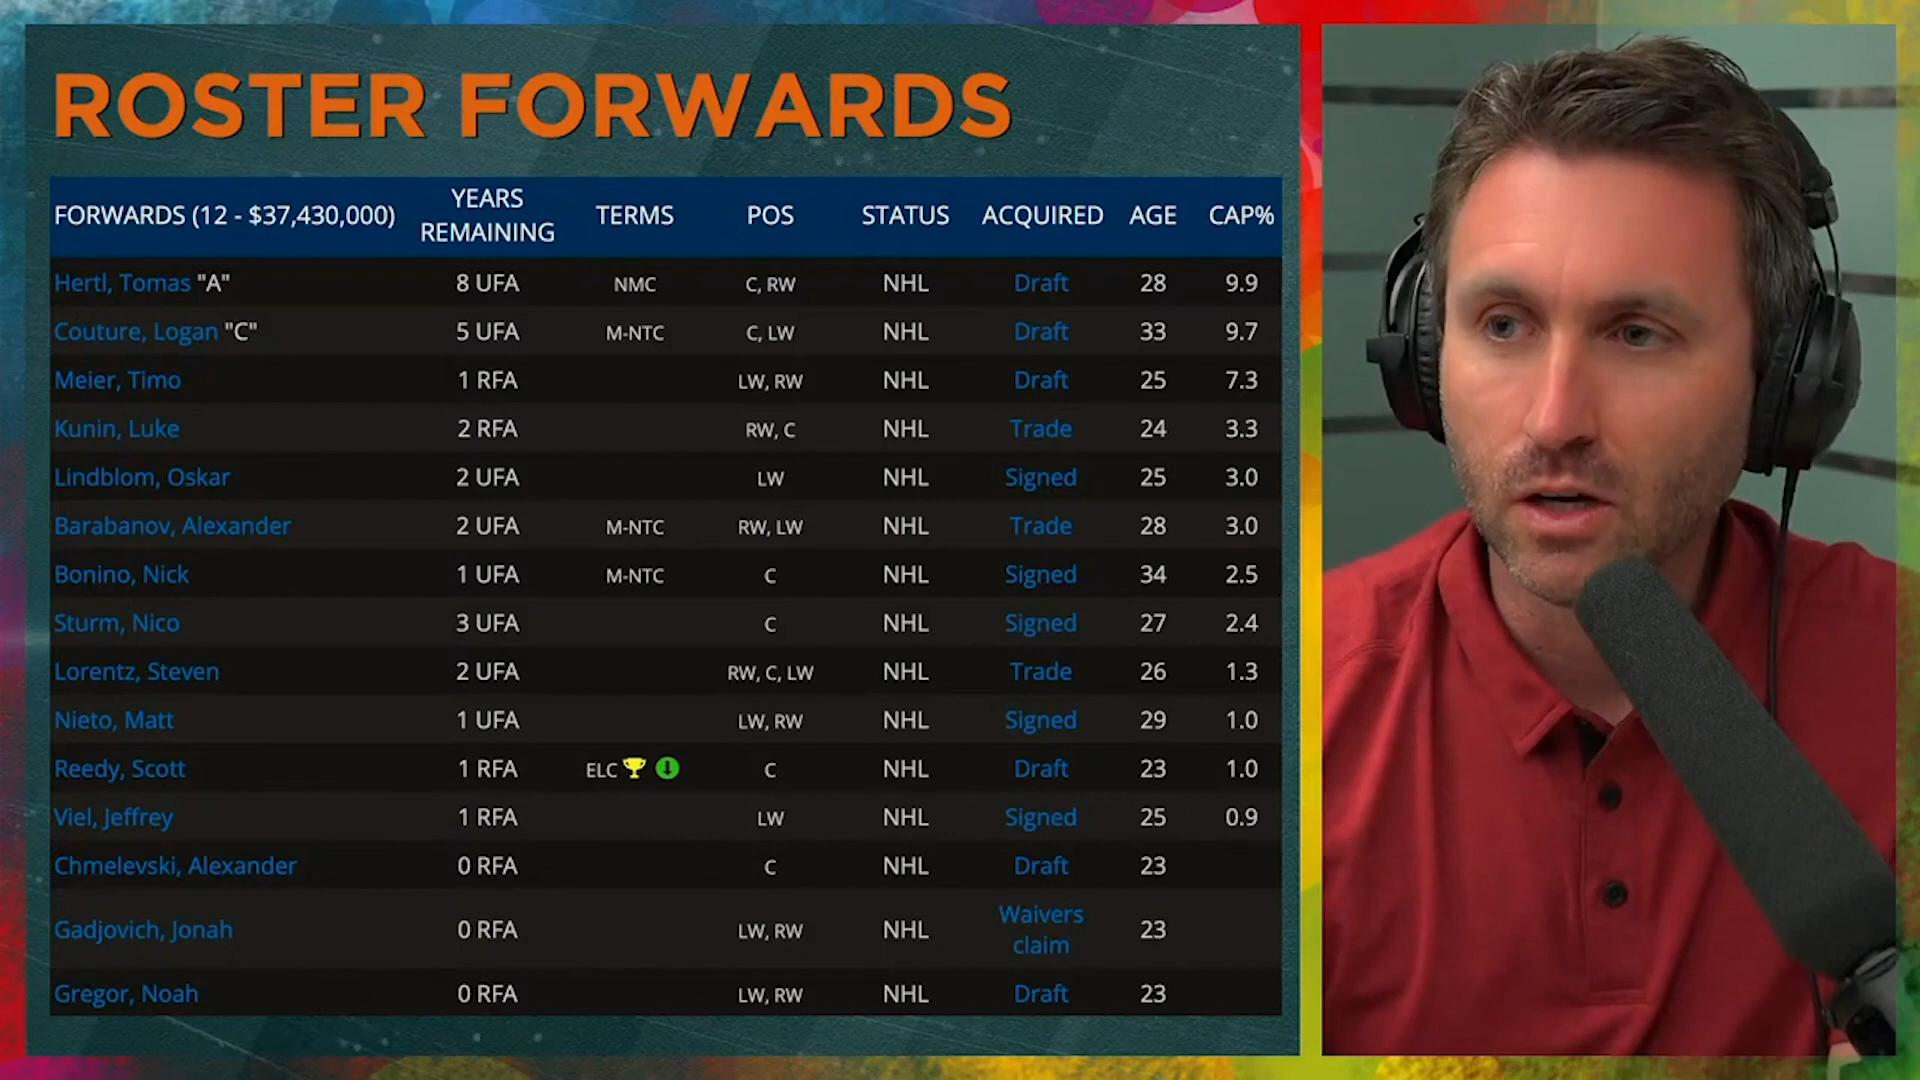 ROSTER FORWARDS
FORWARDS (12 - $37,430,000) YEARS REMAINING TERMS POS STATUS ACQUIRED AGE CAP%
Hertl, Tomas "A" 8 UFA NMC C, RW NHL Draft 28 9.9
Couture, Logan "C" 5 UFA M-NTC C, LW NHL Draft 33 9.7
Meier, Timo 1 RFA LW, RW NHL Draft 25 7.3
Kunin, Luke 2 RFA RW, C NHL Trade 24 3.3
Lindblom, Oskar 2 UFA LW NHL Signed 25 3.0
Barabanov, Alexander 2 UFA M-NTC RW, LW NHL Trade 28 3.0
Bonino, Nick 1 UFA M-NTC C NHL Signed 34 2.5
Sturm, Nico 3 UFA C NHL Signed 27 2.4
Lorentz, Steven 2 UFA RW, C, LW NHL Trade 26 1.3
Nieto, Matt 1 UFA LW, RW NHL Signed 29 1.0
Reedy, Scott 1 RFA ELC C NHL Draft 23 1.0
Viel, Jeffrey 1 RFA LW NHL Signed 25 0.9
Chmelevski, Alexander 0 RFA C NHL Draft 23
Gadjovich, Jonah 0 RFA LW, RW NHL Waivers claim 23
Gregor, Noah 0 RFA LW, RW NHL Draft 23